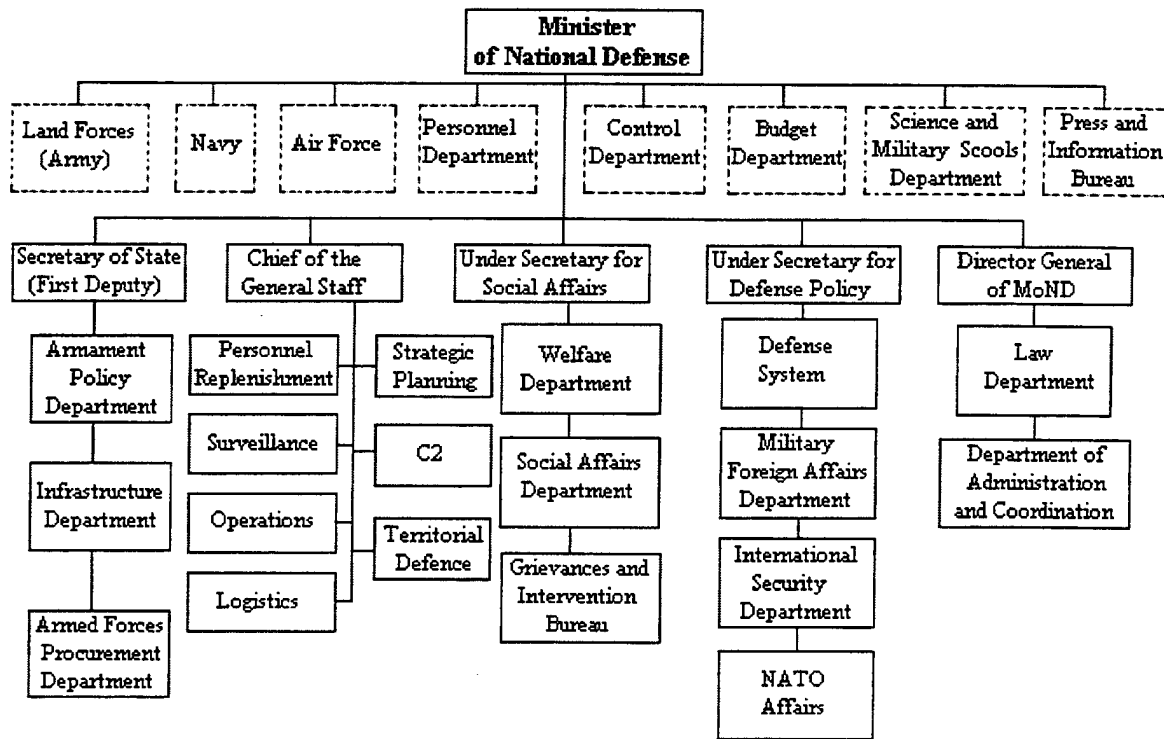 Minister
of National Defense
Land Forces
(Army)
Navy
Air Force
Personnel
Department
Control
Department
Budget
Department
Science and
Military Scools
Department
Press and
Information
Bureau
Secretary of State
(First Deputy)
Chief of the
General Staff
Under Secretary for
Social Affairs
Under Secretary for
Defense Policy
Director General
of MoND
Armament
Policy
Department
Infrastructure
Department
Armed Forces
Procurement
Department
Personnel
Replenishment
Strategic
Planning
Surveillance
C2
Operations
Territorial
Defence
Logistics
Welfare
Department
Social Affairs
Department
Grievances and
Intervention
Bureau
Defense
System
Military
Foreign Affairs
Department
International
Security
Department
NATO
Affairs
Law
Department
Department of
Administration
and Coordination